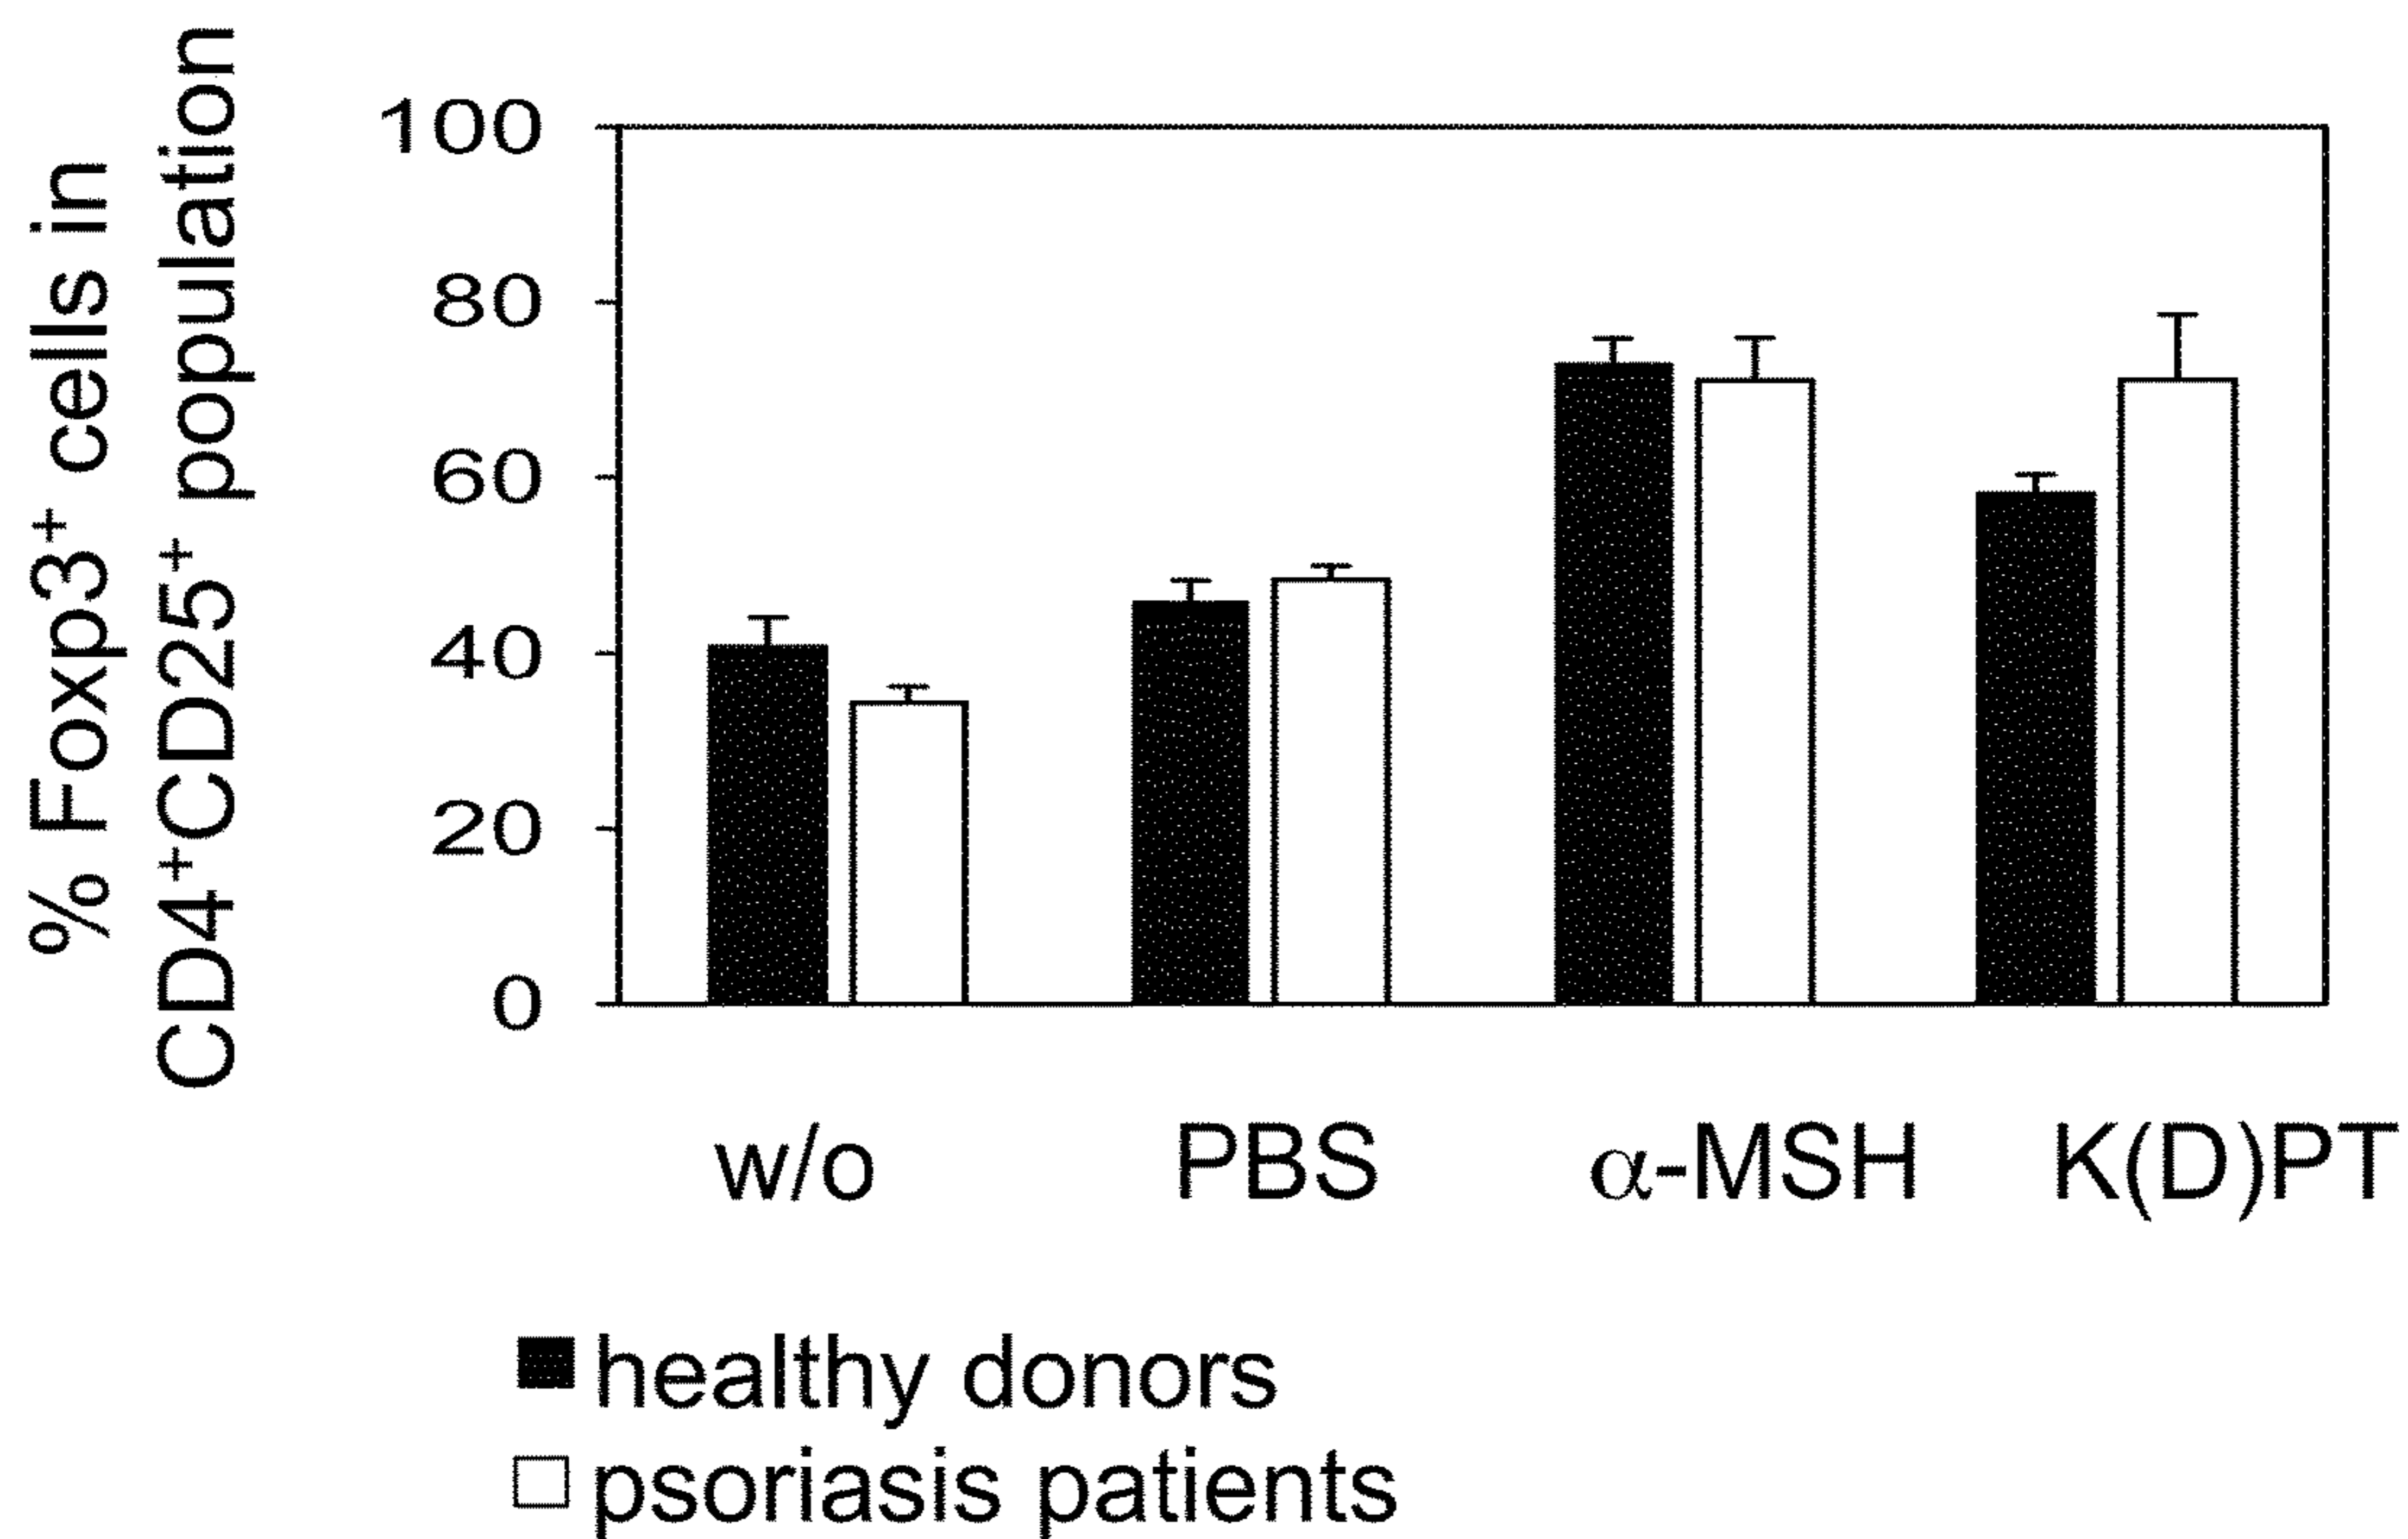 % Foxp3⁺ cells in
CD4⁺CD25⁺ population
100
80
60
40
20
0
w/o PBS α-MSH K(D)PT
healthy donors
psoriasis patients